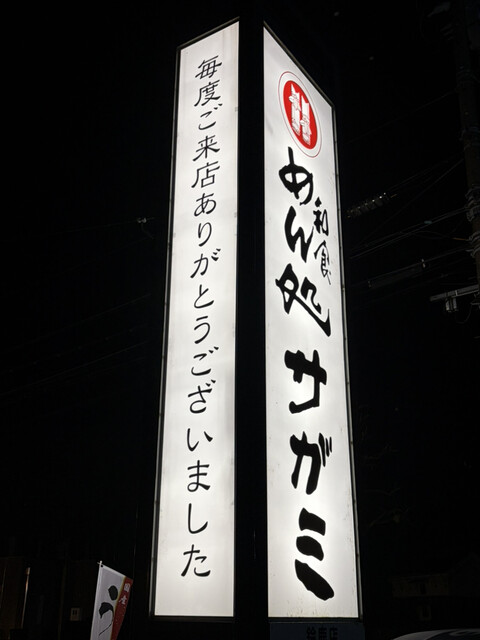 毎度ご来店ありがとうございました
和食
めん処サガミ